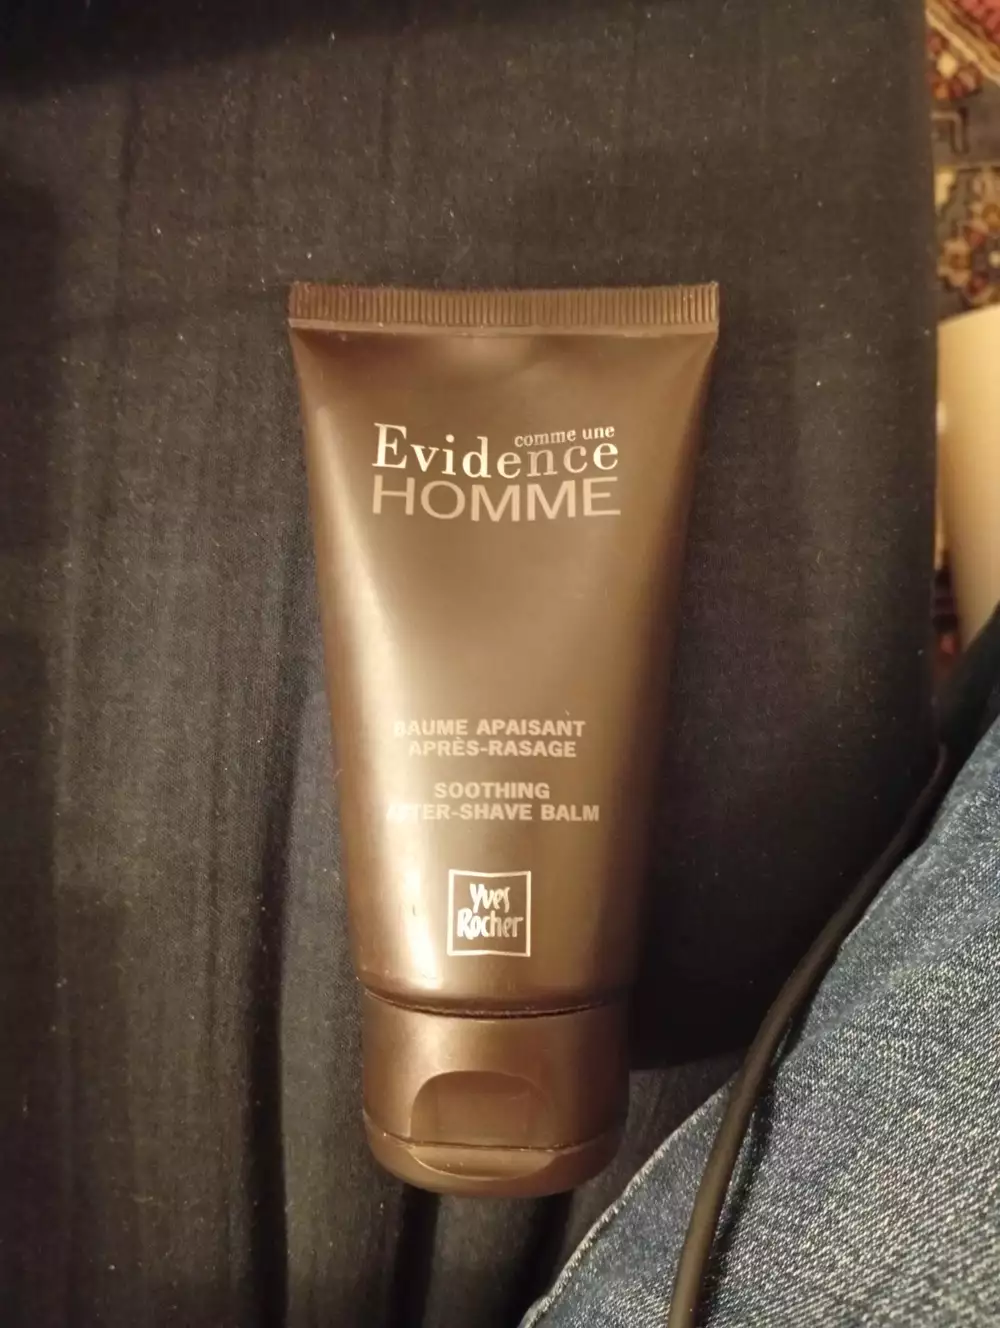 comme une
Evidence
HOMME
BAUME APAISANT
APRÈS-RASAGE
SOOTHING
AFTER-SHAVE BALM
Yves
Rocher